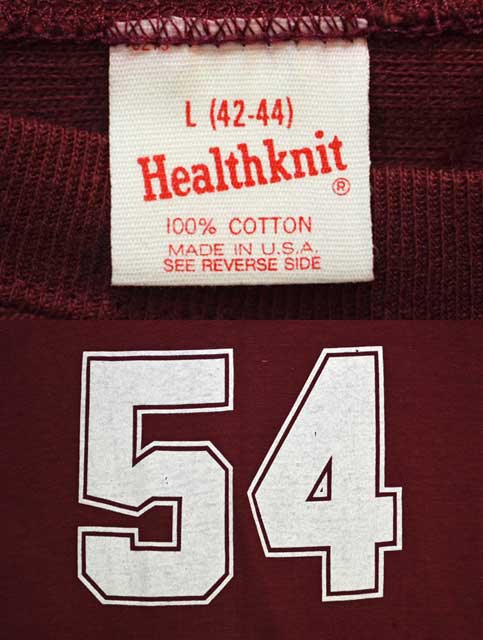 L (42-44)
Healthknit ®
100% COTTON
MADE IN U.S.A.
SEE REVERSE SIDE
54